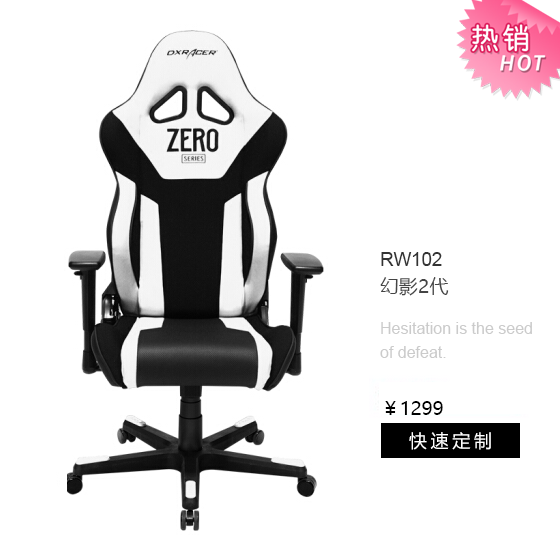 热销
HOT
DXRACER
ZERO
SERIES
RW102
幻影2代
Hesitation is the seed
of defeat.
￥1299
快速定制